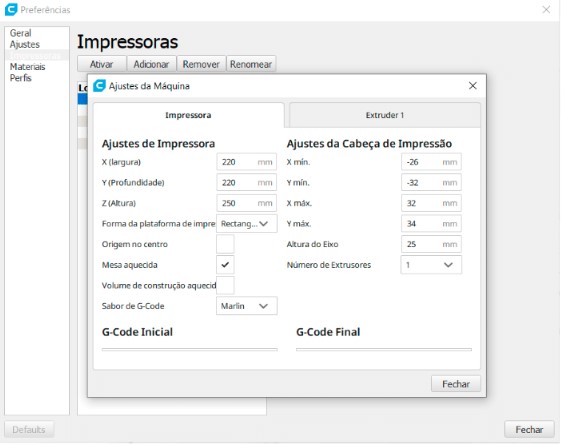 Preferências
Geral
Ajustes
Materiais
Perfis
Impressoras
Ativar Adicionar Remover Renomear
Lo
Ajustes da Máquina
Impressora Extruder 1
Ajustes de Impressora Ajustes da Cabeça de Impressão
X (largura) 220 mm X mín. -26 mm
Y (Profundidade) 220 mm Y mín. -32 mm
Z (Altura) 250 mm X máx. 32 mm
Forma da plataforma de impre Rectang... Y máx. 34 mm
Origem no centro Altura do Eixo 25 mm
Mesa aquecida Número de Extrusores 1
Volume de construção aquecid
Sabor de G-Code Marlin
G-Code Inicial G-Code Final
Fechar
Defaults Fechar